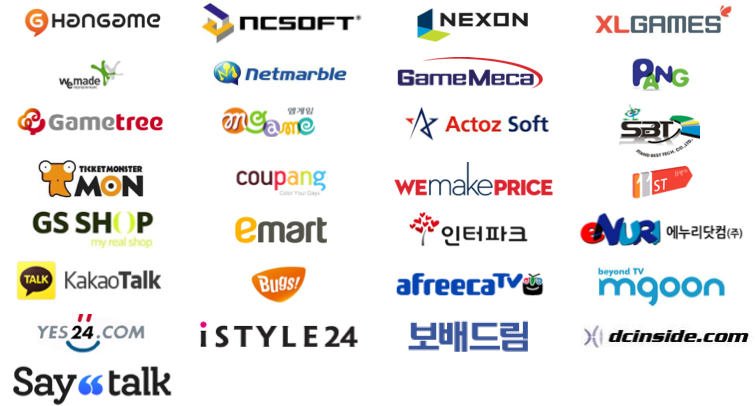 HANGAME
NCSOFT®
NEXON
XLGAMES
wemade
Netmarble
GameMeca
PANG
Gametree
엠게임
mgame
Actoz Soft
SBT
TICKETMONSTER
TMON
coupang
Color Your Days
WEMAKEPRICE
11ST
GS SHOP
my real shop
emart
인터파크
eNURI 에누리닷컴(주)
TALK KakaoTalk
Bugs!
afreecaTV
beyond TV
mgoon
YES24.COM
iSTYLE24
보배드림
dcinside.com
Say talk